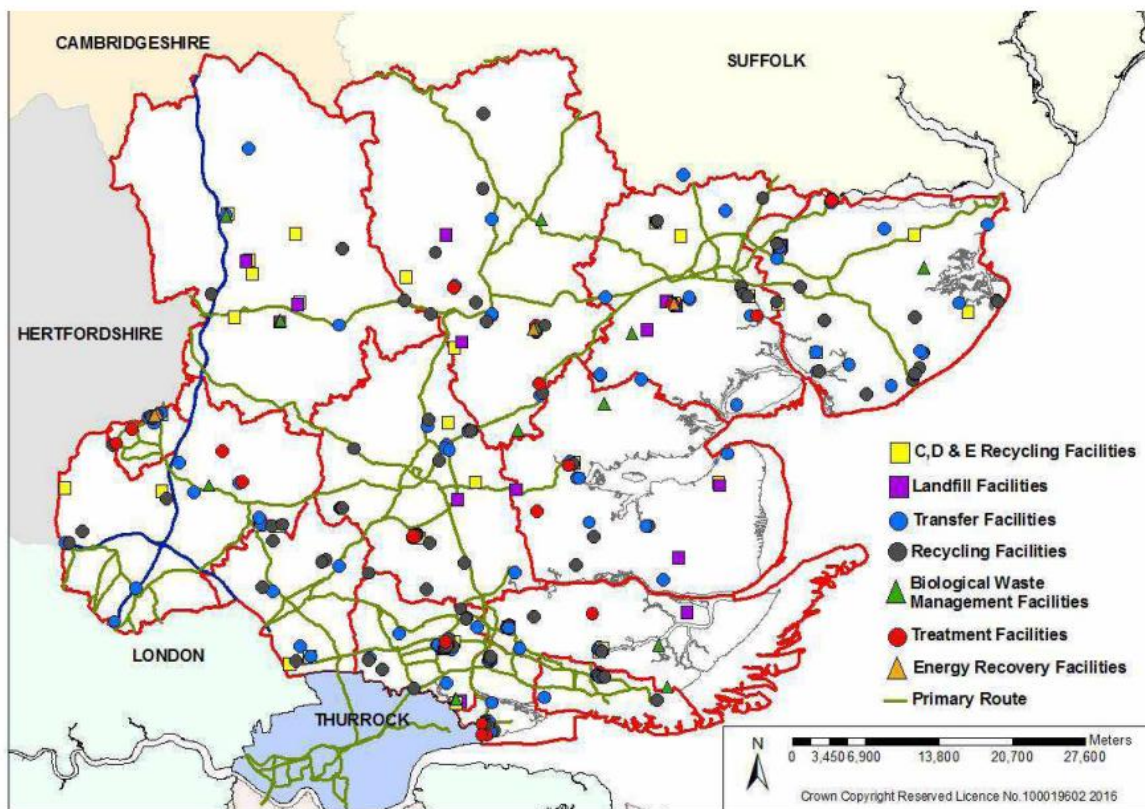 CAMBRIDGESHIRE
SUFFOLK
HERTFORDSHIRE
LONDON
THURROCK
C,D & E Recycling Facilities
Landfill Facilities
Transfer Facilities
Recycling Facilities
Biological Waste
Management Facilities
Treatment Facilities
Energy Recovery Facilities
Primary Route
N
Meters
0 3,450 6,900 13,800 20,700 27,600
Crown Copyright Reserved Licence No.100019602 2016